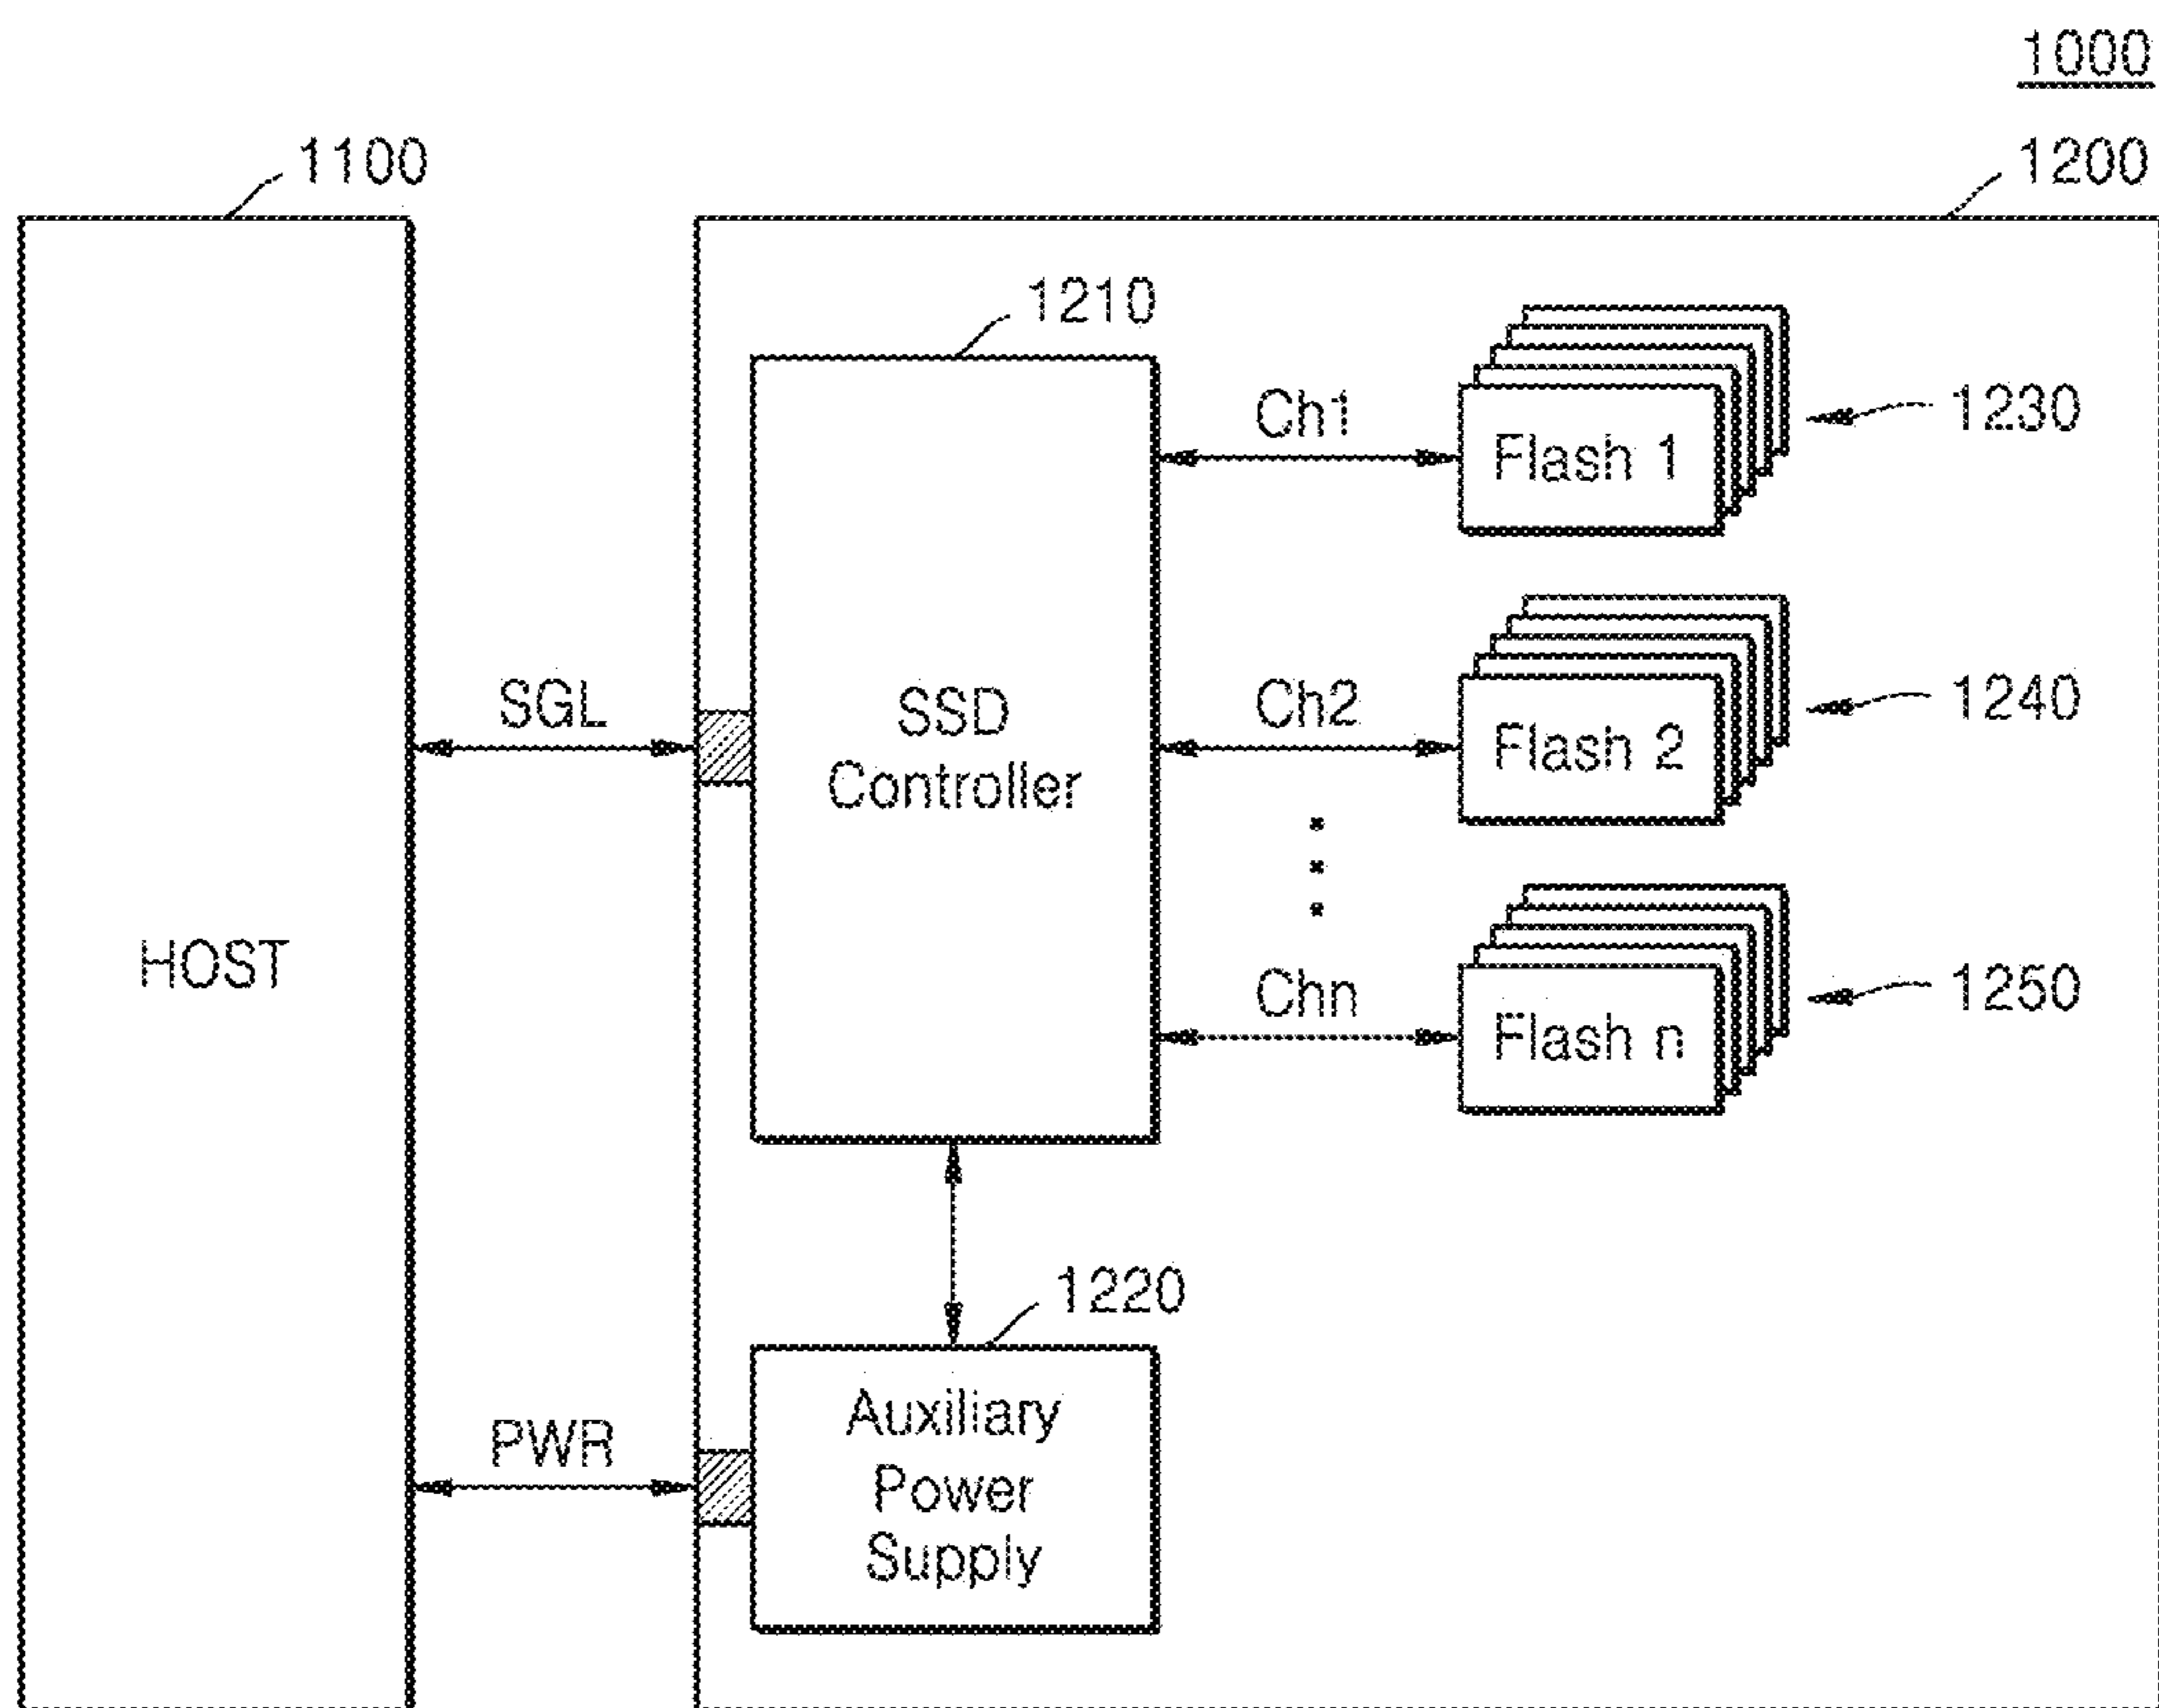 1000
1100
1200
1210
Ch1
Flash 1
1230
SGL
SSD
Controller
Ch2
Flash 2
1240
HOST
Chn
Flash n
1250
1220
PWR
Auxiliary
Power
Supply